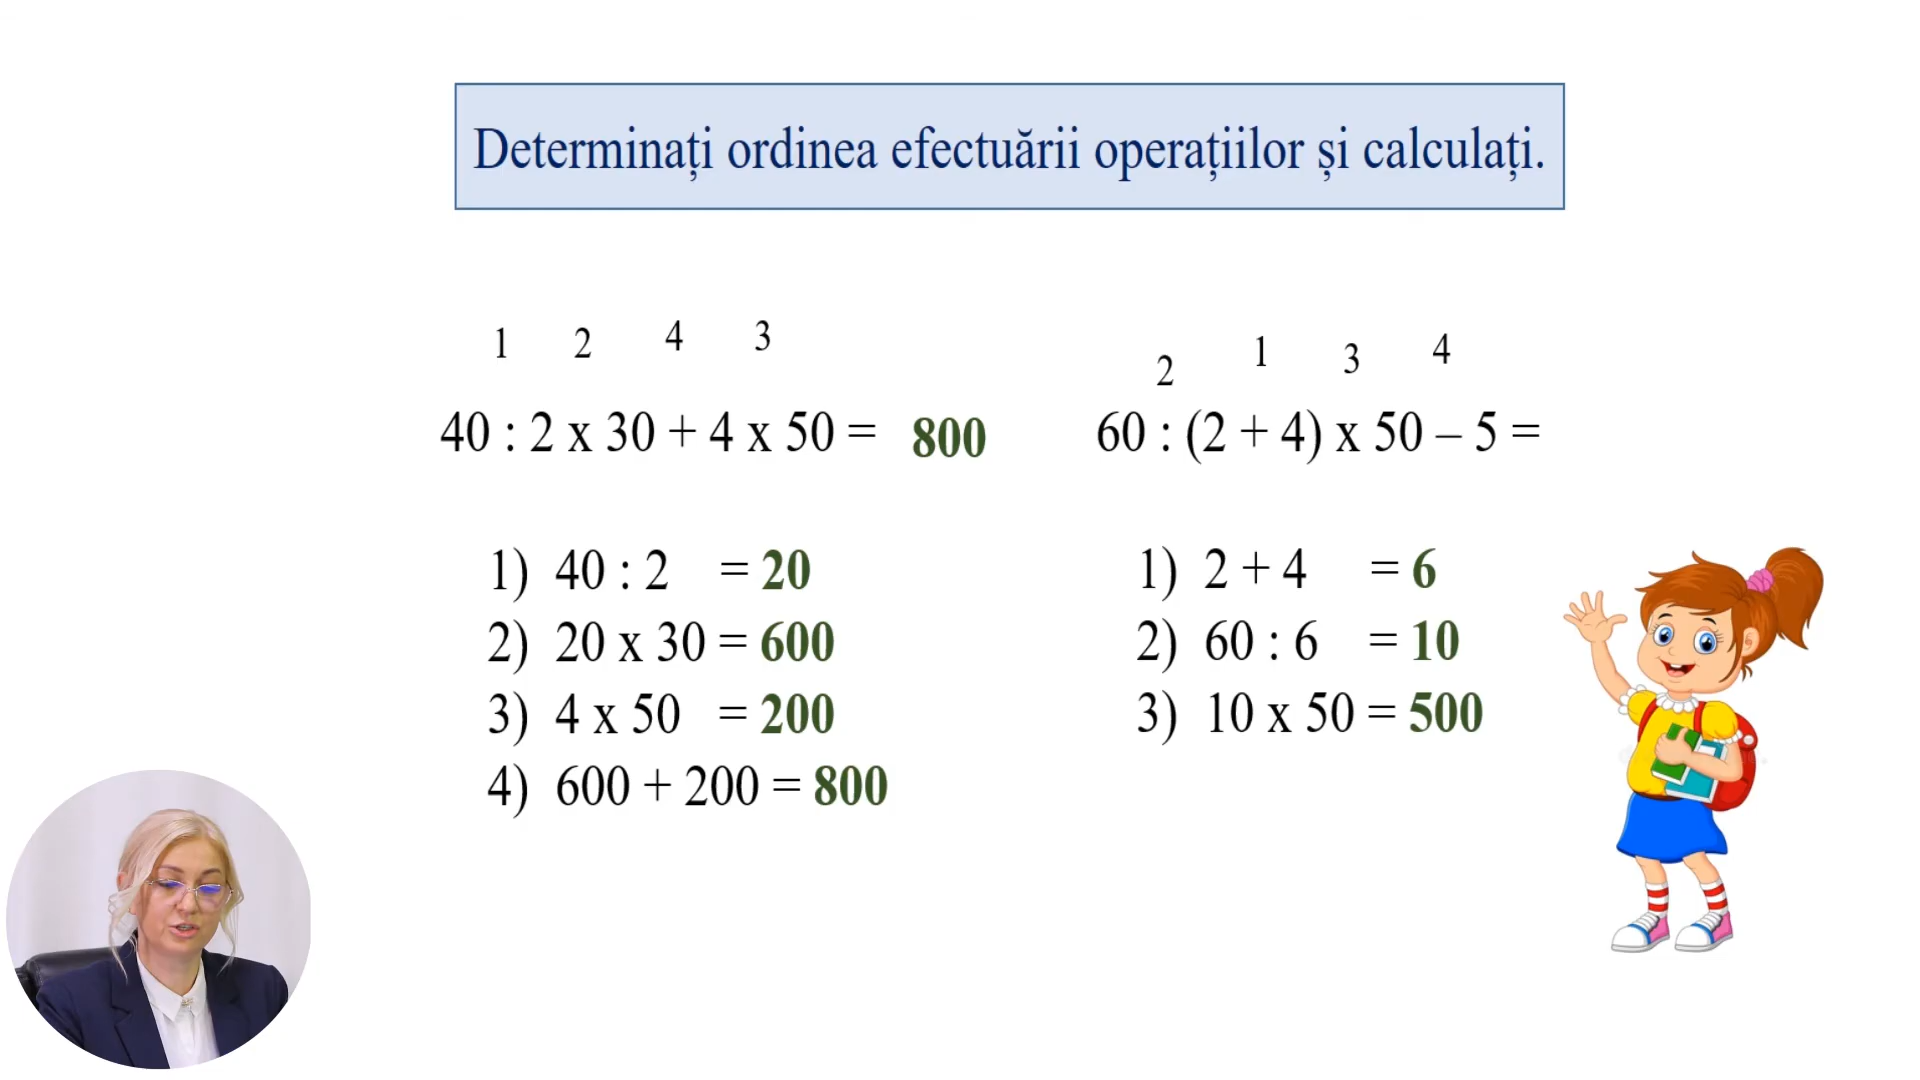 Determinați ordinea efectuării operațiilor și calculați.
1 2 4 3
40 : 2 x 30 + 4 x 50 = 800
1) 40 : 2 = 20
2) 20 x 30 = 600
3) 4 x 50 = 200
4) 600 + 200 = 800
2 1 3 4
60 : (2 + 4) x 50 – 5 =
1) 2 + 4 = 6
2) 60 : 6 = 10
3) 10 x 50 = 500